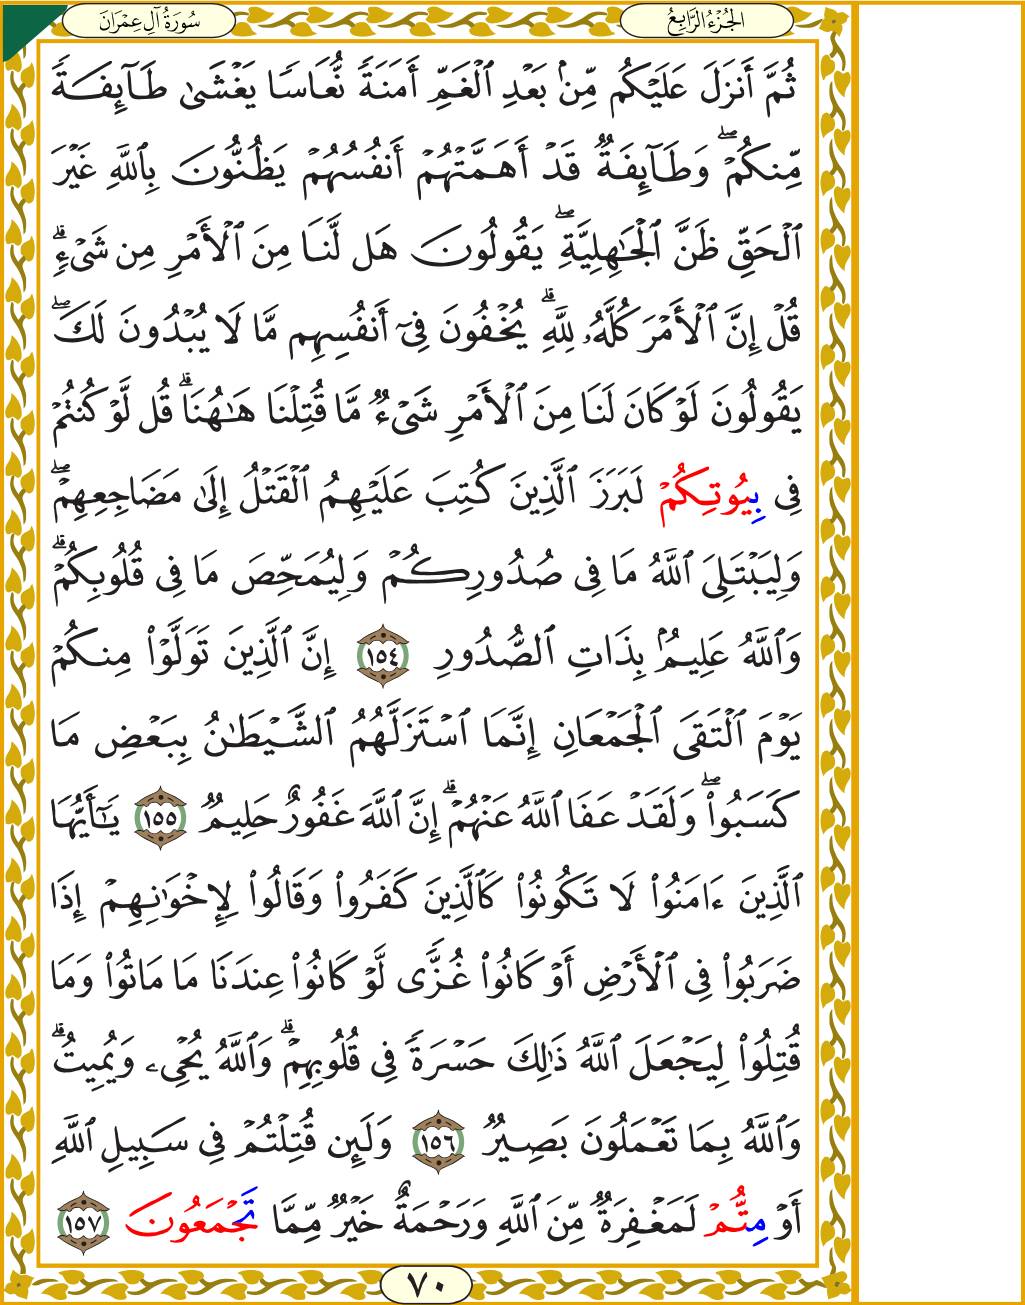 الجُزْءُ الرَّابِعُ
سُورَةُ آلِ عِمْرَانَ
ثُمَّ أَنزَلَ عَلَيْكُم مِّنۢ بَعْدِ ٱلْغَمِّ أَمَنَةً نُّعَاسًا يَغْشَىٰ طَآئِفَةً
مِّنكُمْ ۖ وَطَآئِفَةٌ قَدْ أَهَمَّتْهُمْ أَنفُسُهُمْ يَظُنُّونَ بِٱللَّهِ غَيْرَ
ٱلْحَقِّ ظَنَّ ٱلْجَٰهِلِيَّةِ ۖ يَقُولُونَ هَل لَّنَا مِنَ ٱلْأَمْرِ مِن شَىْءٍ ۗ
قُلْ إِنَّ ٱلْأَمْرَ كُلَّهُۥ لِلَّهِ ۗ يُخْفُونَ فِىٓ أَنفُسِهِم مَّا لَا يُبْدُونَ لَكَ ۖ
يَقُولُونَ لَوْ كَانَ لَنَا مِنَ ٱلْأَمْرِ شَىْءٌ مَّا قُتِلْنَا هَٰهُنَا ۗ قُل لَّوْ كُنتُمْ
فِى بِيُوتِكُمْ لَبَرَزَ ٱلَّذِينَ كُتِبَ عَلَيْهِمُ ٱلْقَتْلُ إِلَىٰ مَضَاجِعِهِمْ ۖ
وَلِيَبْتَلِىَ ٱللَّهُ مَا فِى صُدُورِكُمْ وَلِيُمَحِّصَ مَا فِى قُلُوبِكُمْ ۗ
وَٱللَّهُ عَلِيمٌۢ بِذَاتِ ٱلصُّدُورِ ١٥٤ إِنَّ ٱلَّذِينَ تَوَلَّوْا۟ مِنكُمْ
يَوْمَ ٱلْتَقَى ٱلْجَمْعَانِ إِنَّمَا ٱسْتَزَلَّهُمُ ٱلشَّيْطَٰنُ بِبَعْضِ مَا
كَسَبُوا۟ ۖ وَلَقَدْ عَفَا ٱللَّهُ عَنْهُمْ ۗ إِنَّ ٱللَّهَ غَفُورٌ حَلِيمٌ ١٥٥ يَٰٓأَيُّهَا
ٱلَّذِينَ ءَامَنُوا۟ لَا تَكُونُوا۟ كَٱلَّذِينَ كَفَرُوا۟ وَقَالُوا۟ لِإِخْوَٰنِهِمْ إِذَا
ضَرَبُوا۟ فِى ٱلْأَرْضِ أَوْ كَانُوا۟ غُزًّى لَّوْ كَانُوا۟ عِندَنَا مَا مَاتُوا۟ وَمَا
قُتِلُوا۟ لِيَجْعَلَ ٱللَّهُ ذَٰلِكَ حَسْرَةً فِى قُلُوبِهِمْ ۗ وَٱللَّهُ يُحْىِۦ وَيُمِيتُ ۗ
وَٱللَّهُ بِمَا تَعْمَلُونَ بَصِيرٌ ١٥٦ وَلَئِن قُتِلْتُمْ فِى سَبِيلِ ٱللَّهِ
أَوْ مِتُّمْ لَمَغْفِرَةٌ مِّنَ ٱللَّهِ وَرَحْمَةٌ خَيْرٌ مِّمَّا تَجْمَعُونَ ١٥٧
٧٠